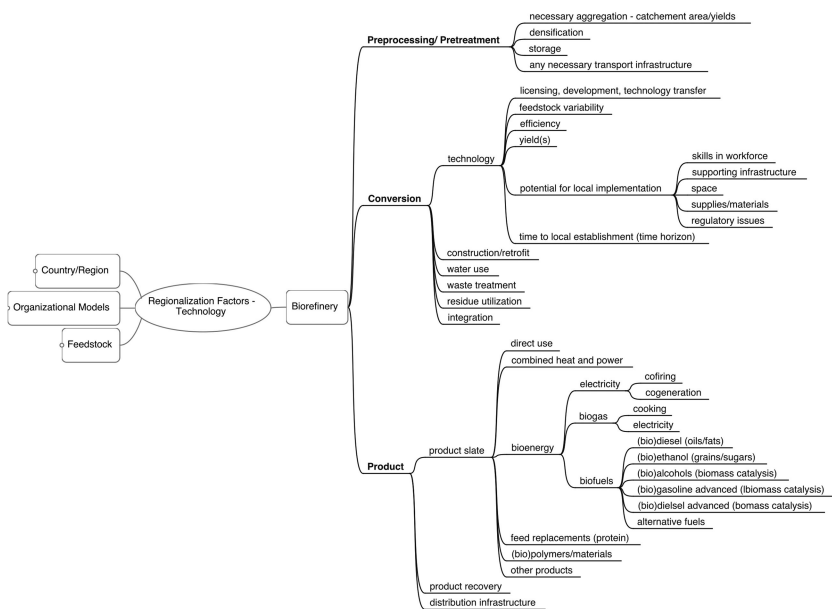 Country/Region
Organizational Models
Feedstock
Regionalization Factors -
Technology
Biorefinery
Preprocessing/ Pretreatment
necessary aggregation - catchement area/yields
densification
storage
any necessary transport infrastructure
Conversion
technology
licensing, development, technology transfer
feedstock variability
efficiency
yield(s)
potential for local implementation
skills in workforce
supporting infrastructure
space
supplies/materials
regulatory issues
time to local establishment (time horizon)
construction/retrofit
water use
waste treatment
residue utilization
integration
Product
product slate
direct use
combined heat and power
bioenergy
electricity
cofiring
cogeneration
biogas
cooking
electricity
biofuels
(bio)diesel (oils/fats)
(bio)ethanol (grains/sugars)
(bio)alcohols (biomass catalysis)
(bio)gasoline advanced (lbiomass catalysis)
(bio)dielsel advanced (bomass catalysis)
alternative fuels
feed replacements (protein)
(bio)polymers/materials
other products
product recovery
distribution infrastructure